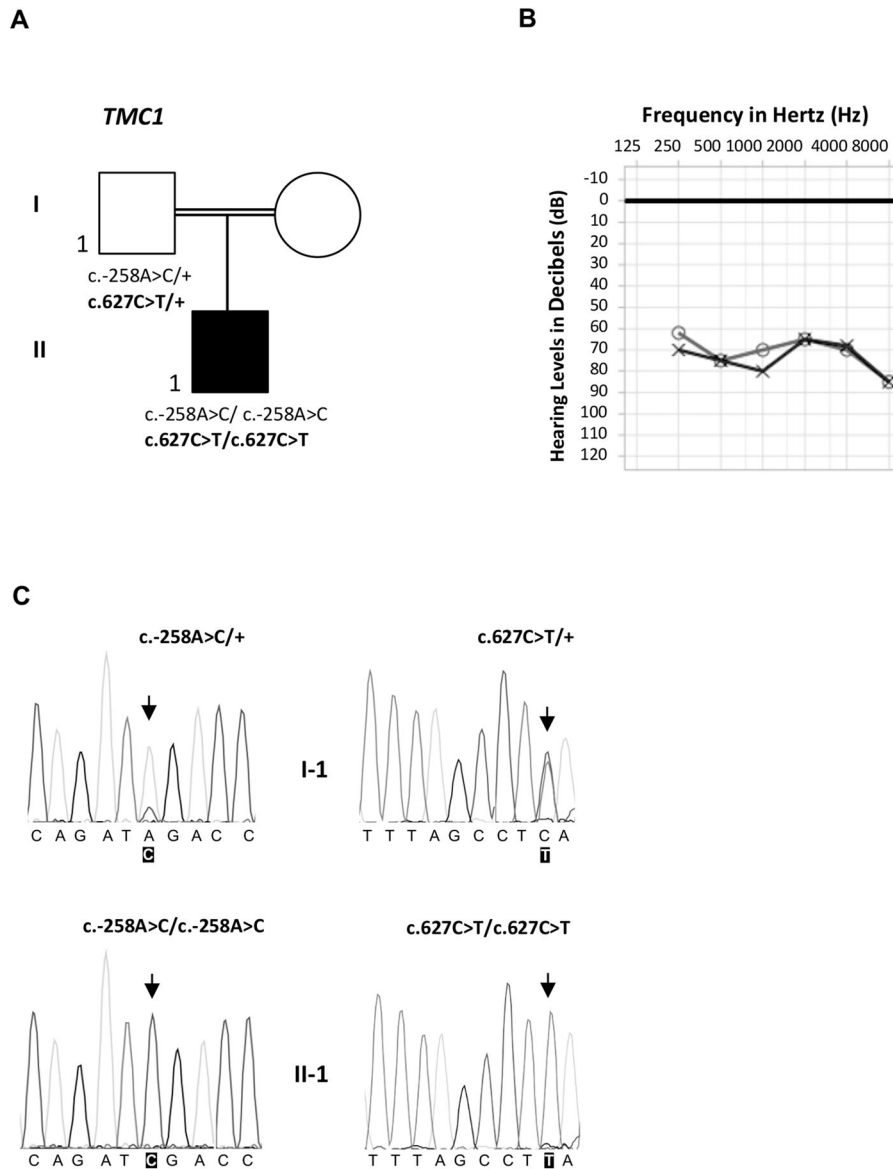 A
B
TMC1
I
1
c.-258A>C/+
c.627C>T/+
II
1
c.-258A>C/ c.-258A>C
c.627C>T/c.627C>T
Frequency in Hertz (Hz)
125 250 500 1000 2000 4000 8000
Hearing Levels in Decibels (dB)
-10
0
10
20
30
40
50
60
70
80
90
100
110
120
C
c.-258A>C/+
c.627C>T/+
I-1
C A G A T A G A C C
C
T T T A G C C T C A
T
c.-258A>C/c.-258A>C
c.627C>T/c.627C>T
II-1
C A G A T C G A C C
T T T A G C C T T A